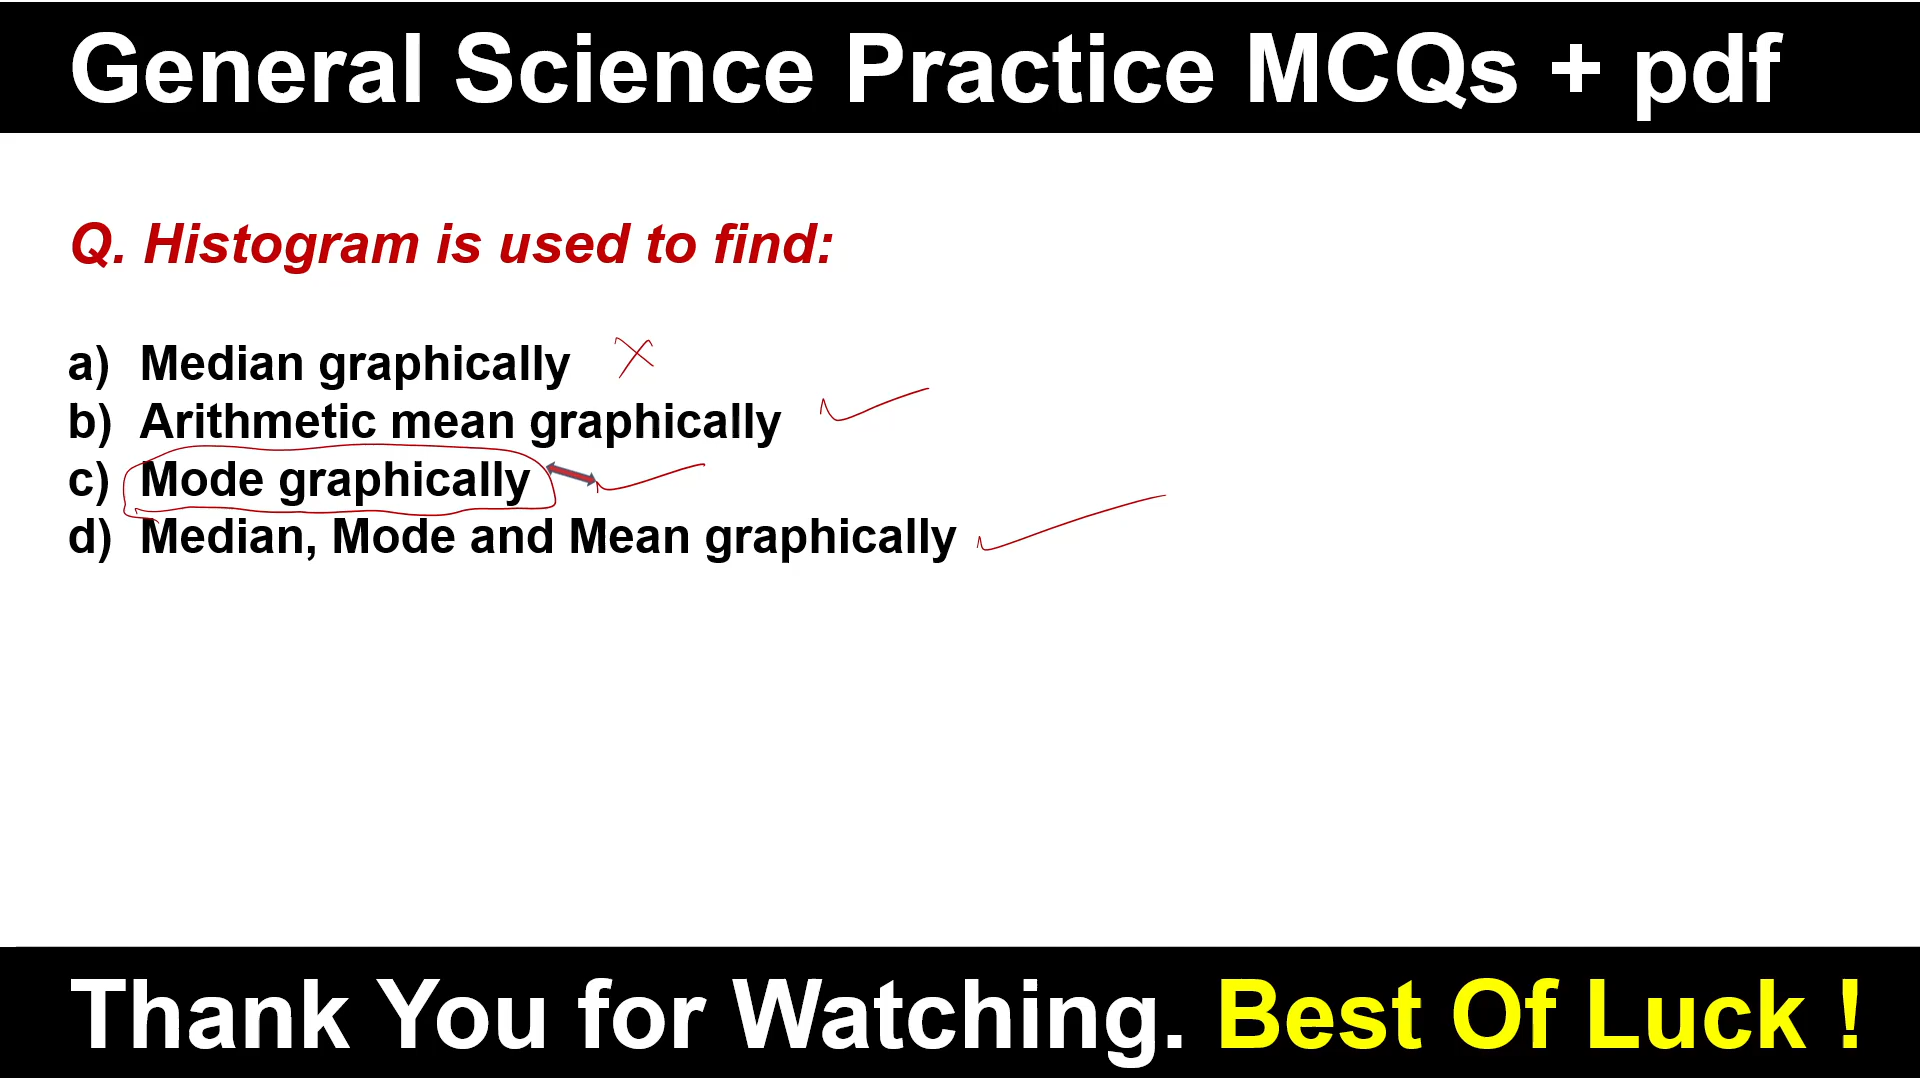 General Science Practice MCQs + pdf
Q. Histogram is used to find:
a) Median graphically
b) Arithmetic mean graphically
c) Mode graphically
d) Median, Mode and Mean graphically
Thank You for Watching. Best Of Luck !